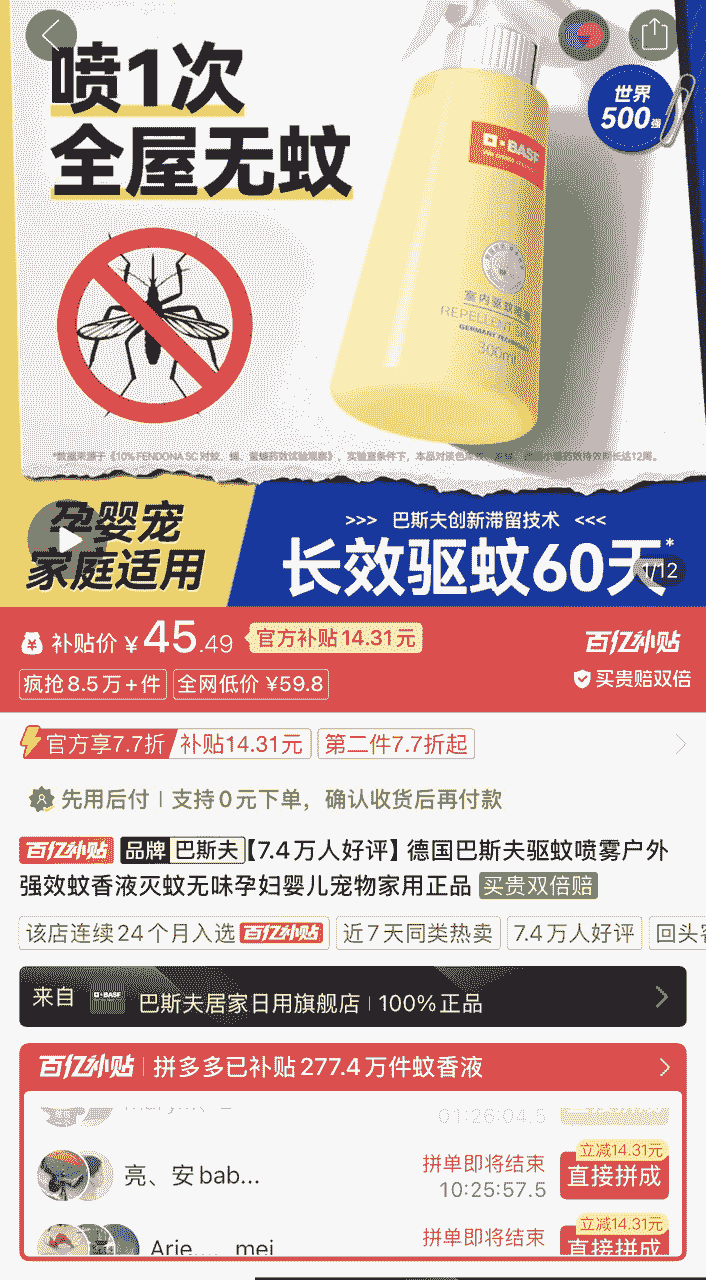 喷1次
全屋无蚊
世界
500强
BASF
室内驱蚊喷雾
REPELLENT
GERMANY TECHNOLOGY
300ml
孕婴宠
家庭适用
>>> 巴斯夫创新滞留技术 <<<
长效驱蚊60天*
1/12
补贴价 ¥45.49 官方补贴14.31元
百亿补贴
疯抢8.5万+件 全网低价 ¥59.8
买贵赔双倍
官方享7.7折 补贴14.31元 第二件7.7折起
先用后付 | 支持0元下单，确认收货后再付款
百亿补贴 品牌 巴斯夫【7.4万人好评】德国巴斯夫驱蚊喷雾户外
强效蚊香液灭蚊无味孕妇婴儿宠物家用正品 买贵双倍赔
该店连续24个月入选百亿补贴 近7天同类热卖 7.4万人好评 回头客
来自 BASF 巴斯夫居家日用旗舰店 | 100%正品
百亿补贴 | 拼多多已补贴277.4万件蚊香液
01:26:04.5
亮、安bab... 拼单即将结束 立减14.31元
10:25:57.5 直接拼成
Arie... mei 拼单即将结束 立减14.31元
直接拼成